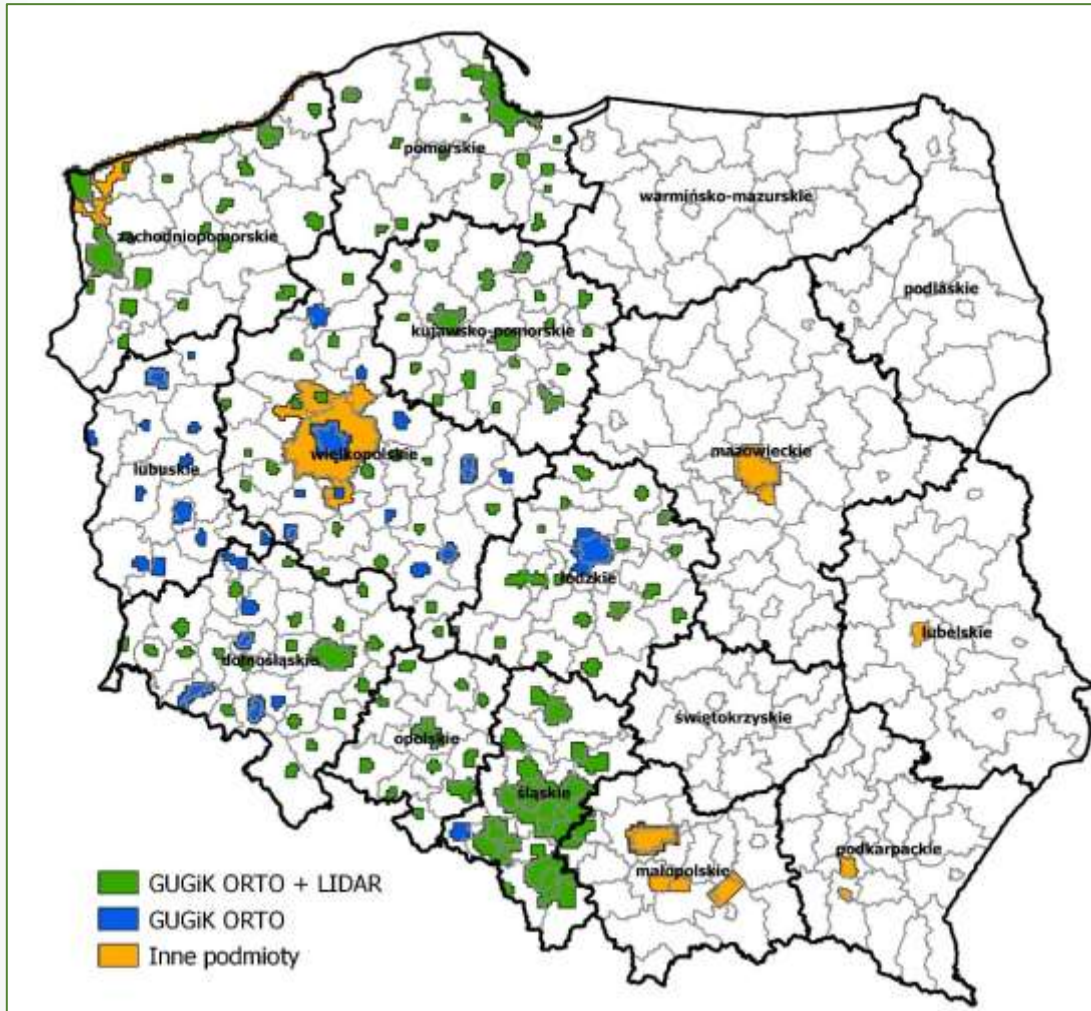 pomorskie
warmińsko-mazurskie
zachodniopomorskie
podlaskie
kujawsko-pomorskie
mazowieckie
wielkopolskie
lubuskie
łódzkie
lubelskie
dolnośląskie
świętokrzyskie
opolskie
śląskie
podkarpackie
małopolskie
GUGiK ORTO + LIDAR
GUGiK ORTO
Inne podmioty